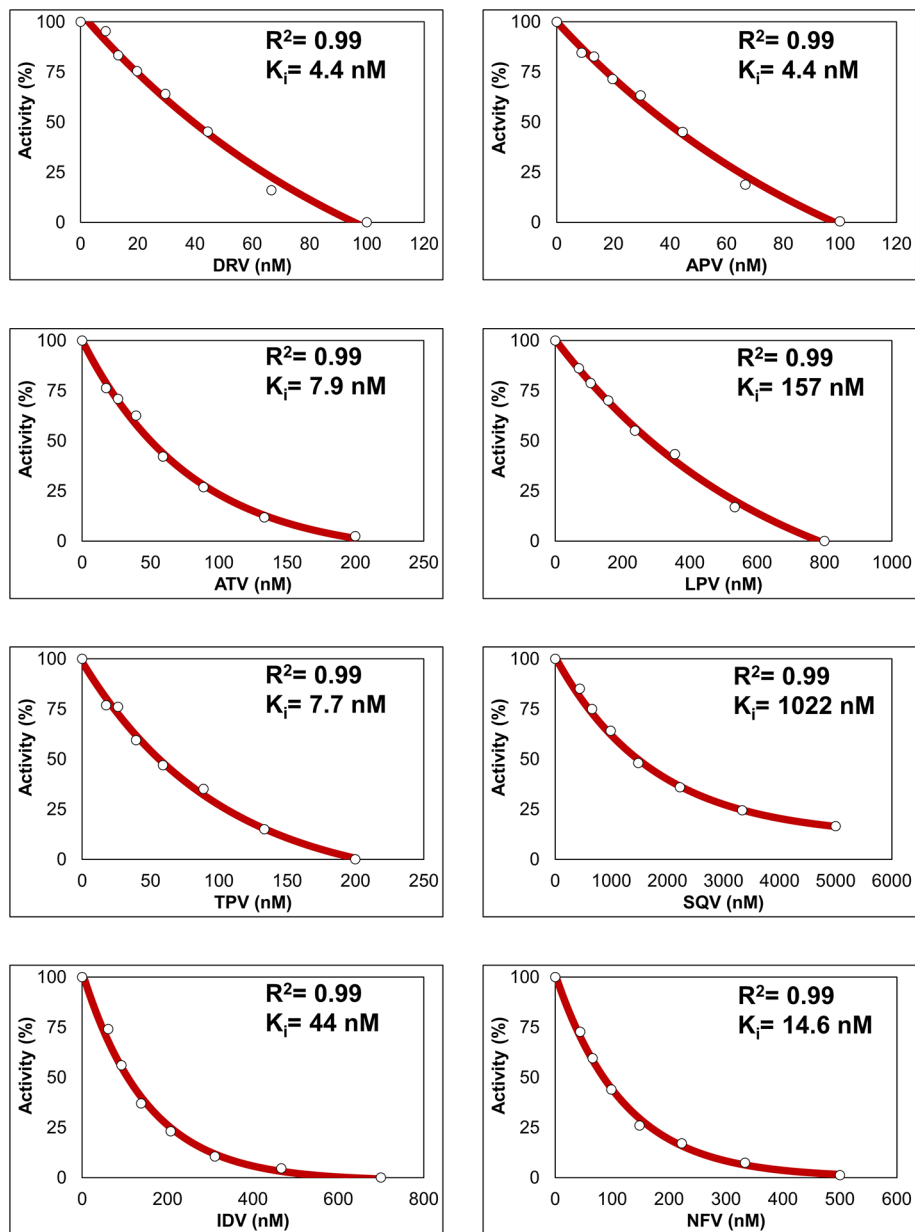 R²= 0.99
Kᵢ= 4.4 nM
Activity (%)
100
75
50
25
0
0 20 40 60 80 100 120
DRV (nM)
R²= 0.99
Kᵢ= 4.4 nM
Activity (%)
100
75
50
25
0
0 20 40 60 80 100 120
APV (nM)
R²= 0.99
Kᵢ= 7.9 nM
Activity (%)
100
75
50
25
0
0 50 100 150 200 250
ATV (nM)
R²= 0.99
Kᵢ= 157 nM
Activity (%)
100
75
50
25
0
0 200 400 600 800 1000
LPV (nM)
R²= 0.99
Kᵢ= 7.7 nM
Activity (%)
100
75
50
25
0
0 50 100 150 200 250
TPV (nM)
R²= 0.99
Kᵢ= 1022 nM
Activity (%)
100
75
50
25
0
0 1000 2000 3000 4000 5000 6000
SQV (nM)
R²= 0.99
Kᵢ= 44 nM
Activity (%)
100
75
50
25
0
0 200 400 600 800
IDV (nM)
R²= 0.99
Kᵢ= 14.6 nM
Activity (%)
100
75
50
25
0
0 100 200 300 400 500 600
NFV (nM)